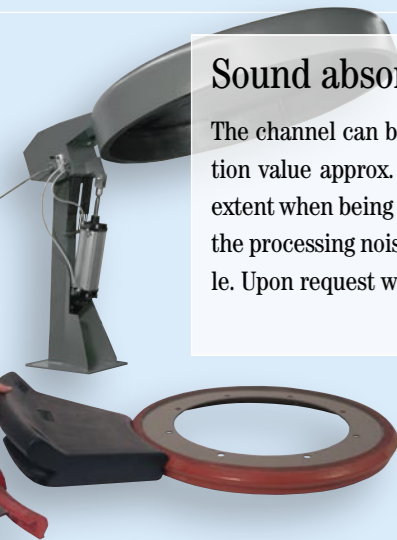 Sound absor
The channel can b
tion value approx.
extent when being
the processing nois
le. Upon request w